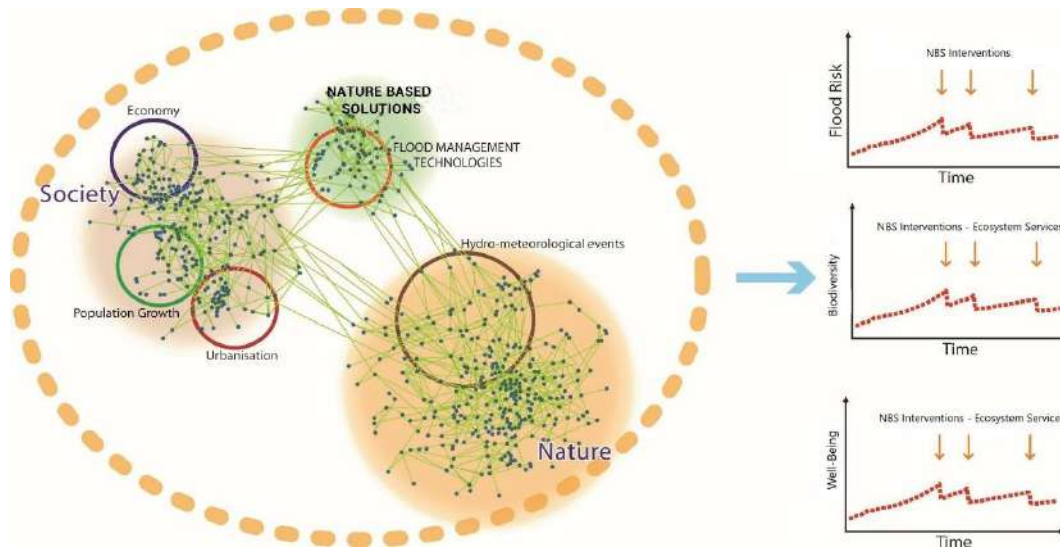 NATURE BASED
SOLUTIONS
Economy
FLOOD MANAGEMENT
TECHNOLOGIES
Society
Hydro-meteorological events
Population Growth
Urbanisation
Nature
NBS Interventions
Flood Risk
Time
NBS Interventions - Ecosystem Services
Biodiversity
Time
NBS Interventions - Ecosystem Service
Well-Being
Time